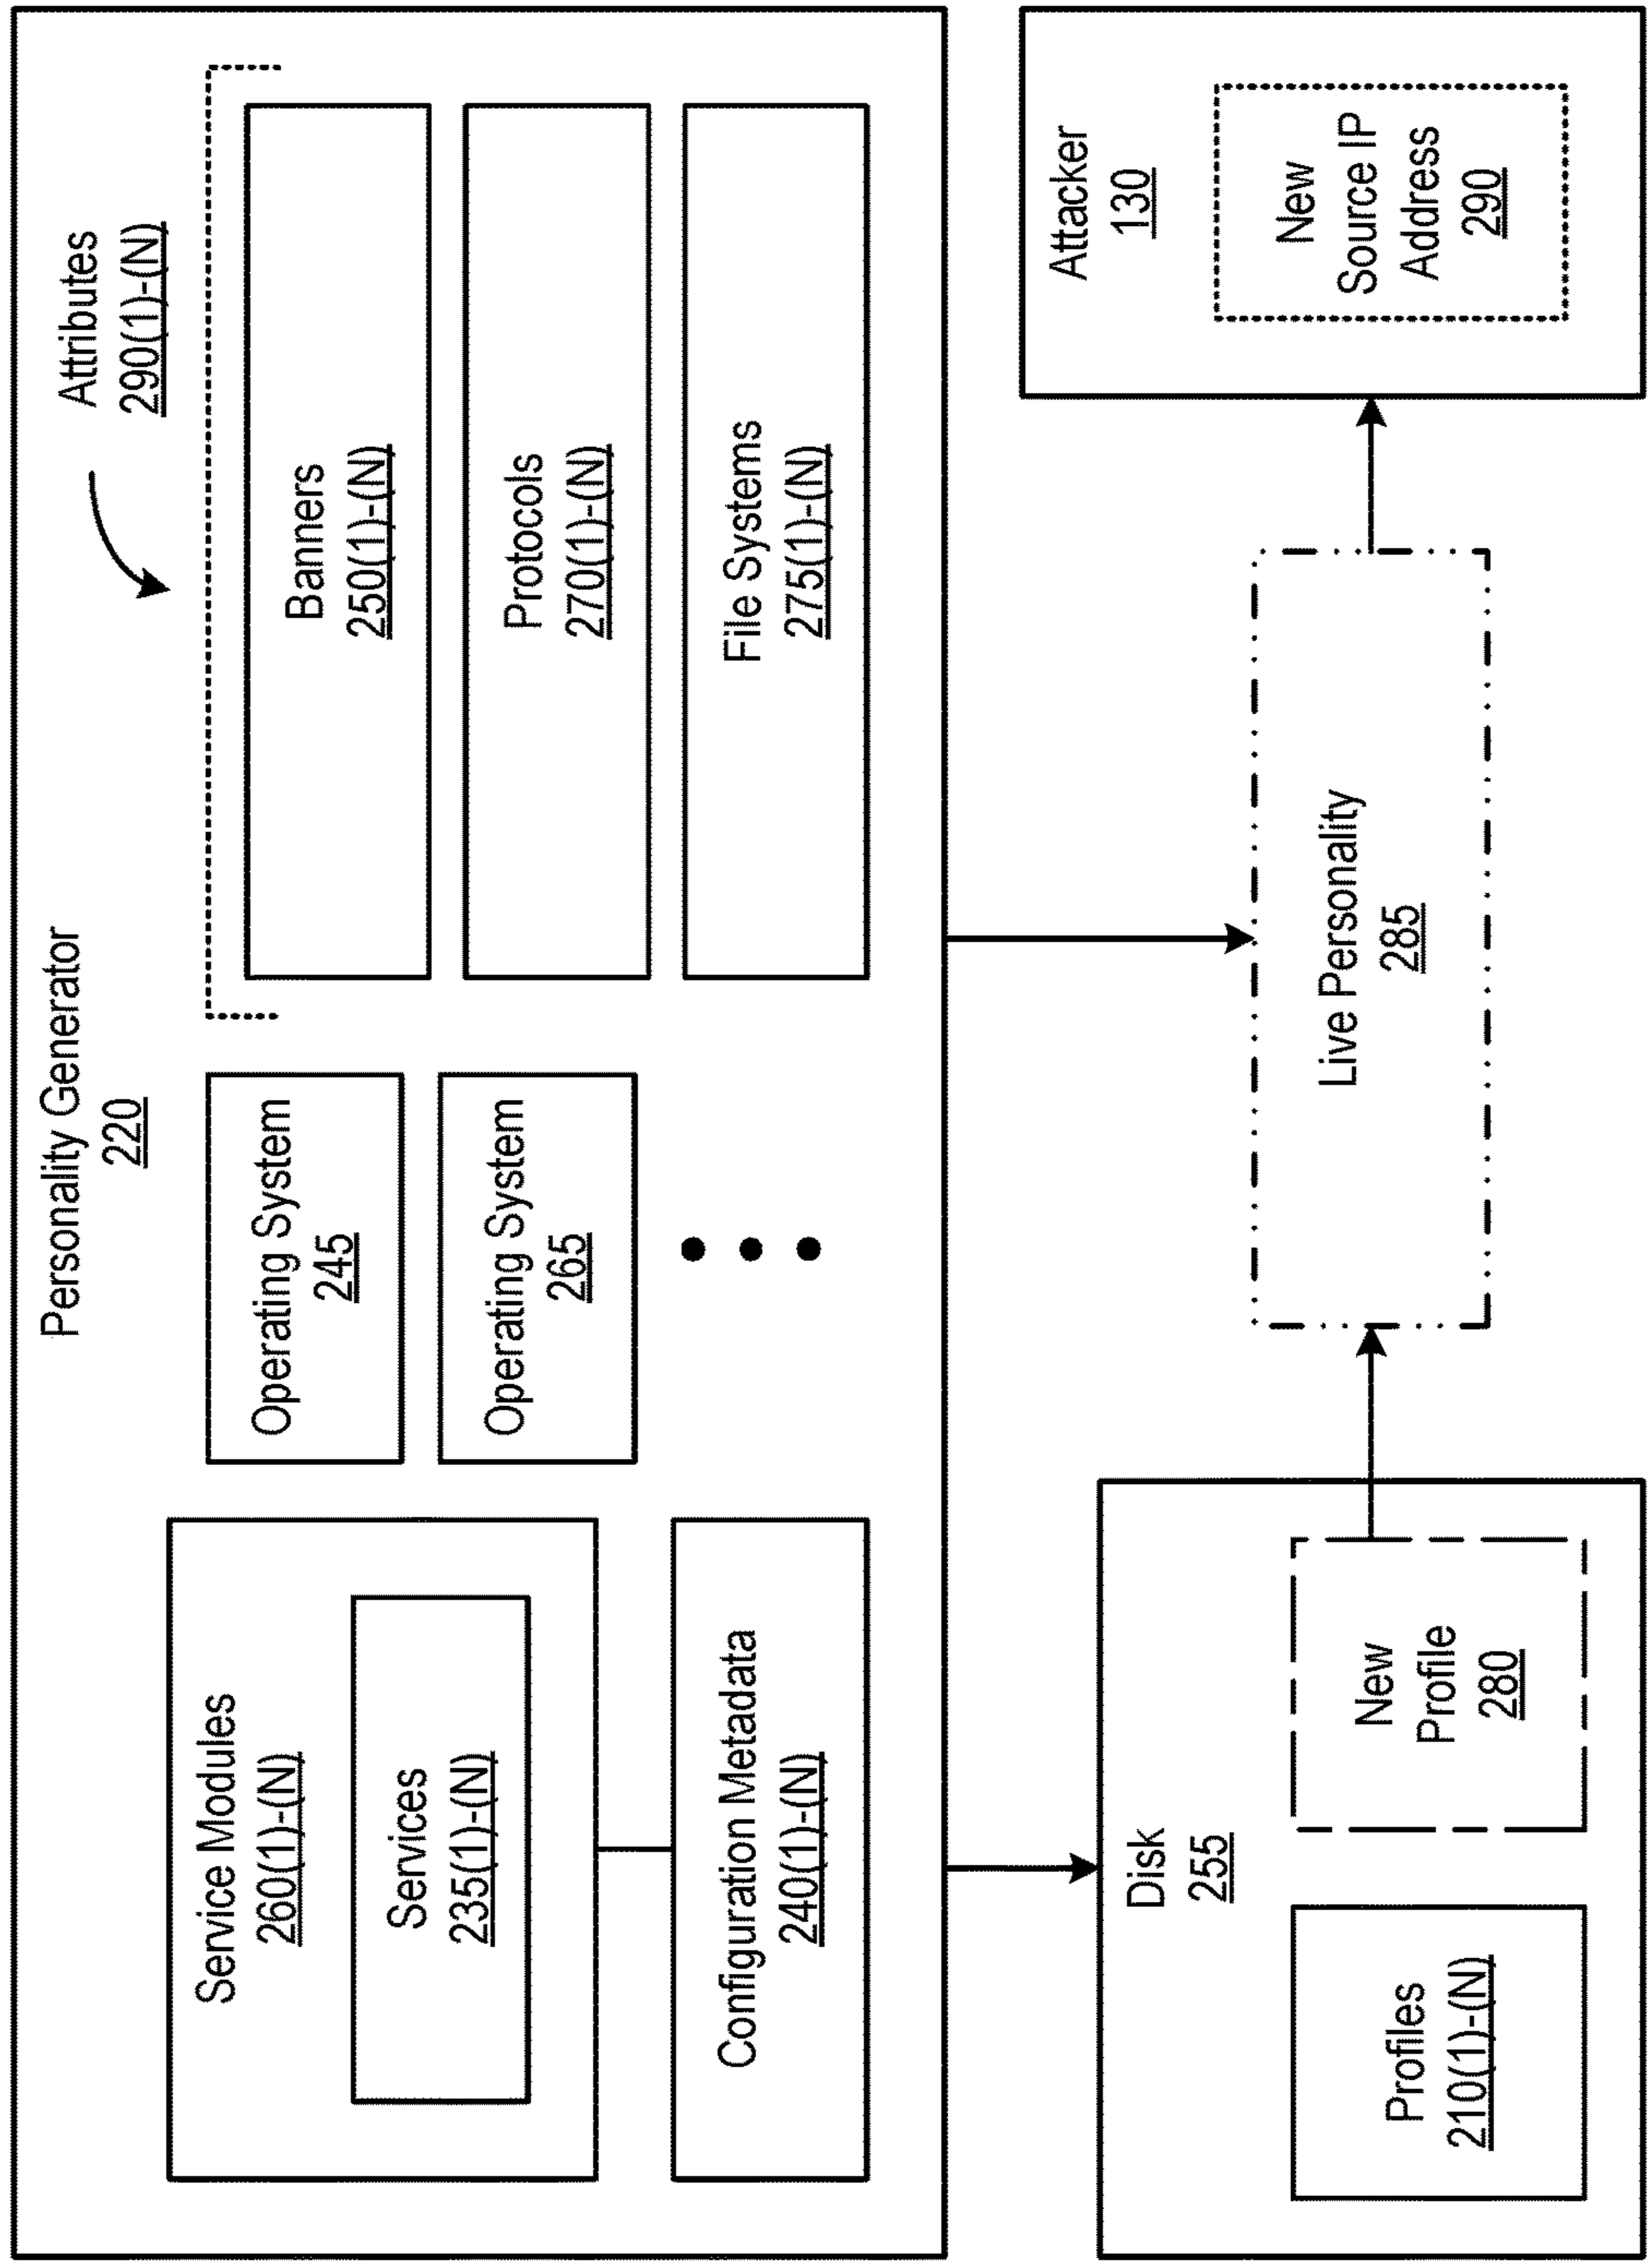 Personality Generator
220
Service Modules
260(1)-(N)
Services
235(1)-(N)
Configuration Metadata
240(1)-(N)
Operating System
245
Operating System
265
Attributes
290(1)-(N)
Banners
250(1)-(N)
Protocols
270(1)-(N)
File Systems
275(1)-(N)
Disk
255
Profiles
210(1)-(N)
New
Profile
280
Live Personality
285
Attacker
130
New
Source IP
Address
290